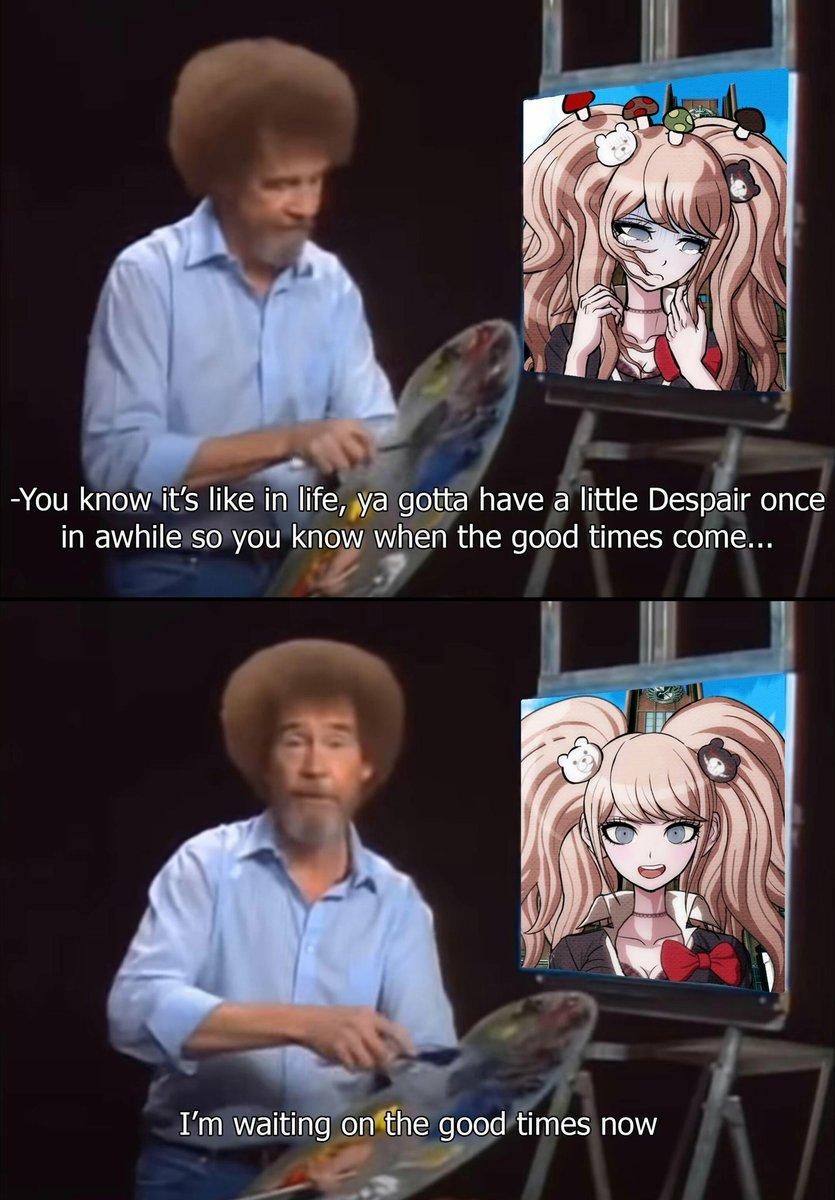 -You know it’s like in life, ya gotta have a little Despair once
in awhile so you know when the good times come...
I’m waiting on the good times now